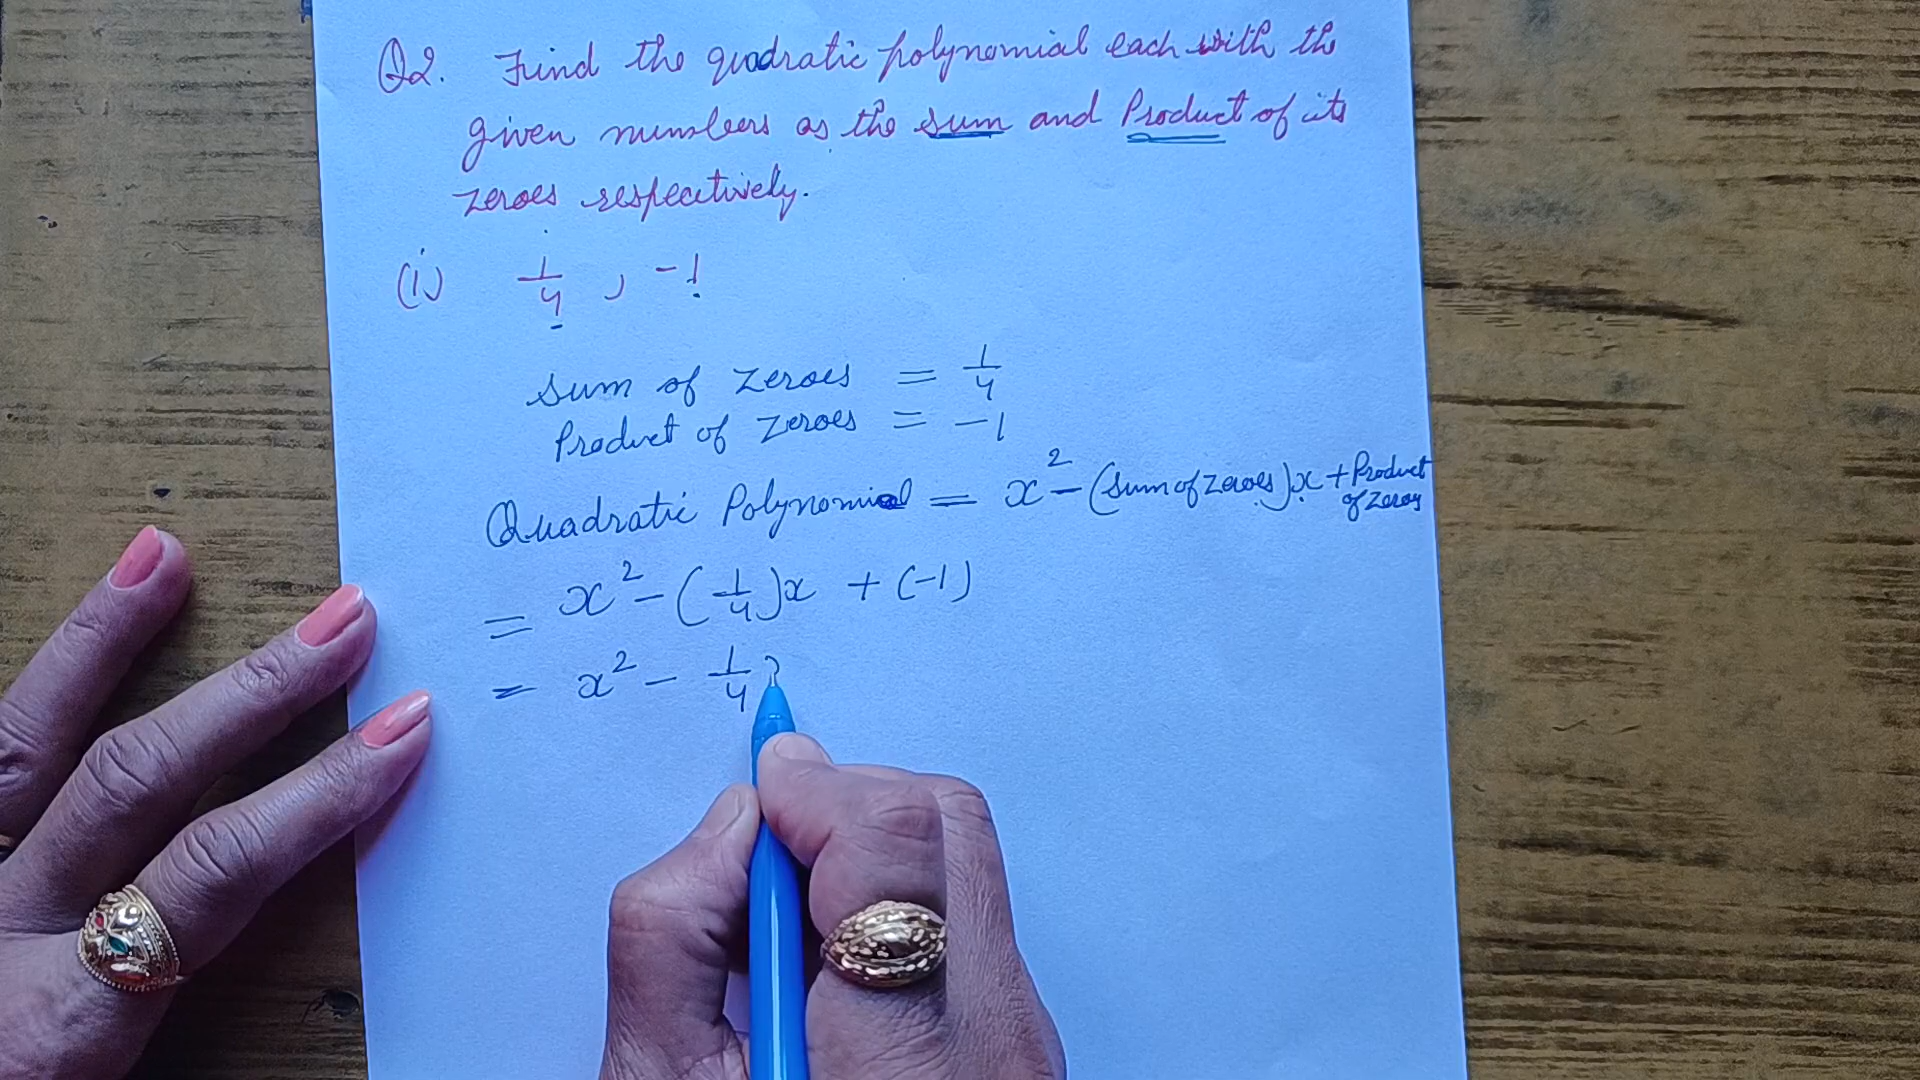 Q2. Find the quadratic polynomial each with the
given numbers as the sum and Product of its
zeroes respectively.
(i) 1/4 , -1
Sum of Zeroes = 1/4
Product of Zeroes = -1
Quadratic Polynomial = x² - (Sum of Zeroes)x + Product of Zeroes
= x² - (1/4)x + (-1)
= x² - 1/4